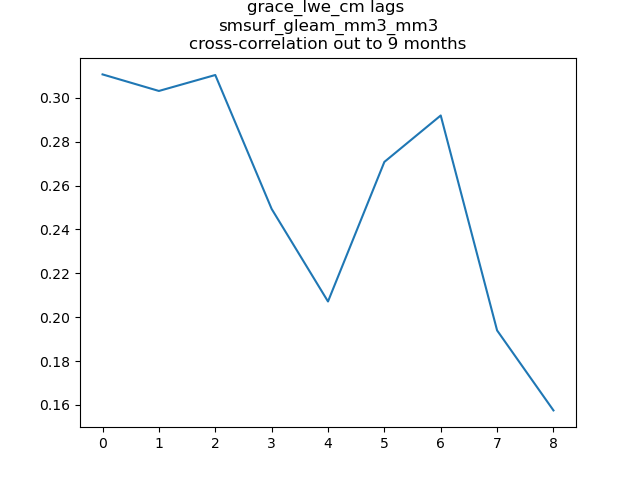 grace_lwe_cm lags
smsurf_gleam_mm3_mm3
cross-correlation out to 9 months
0.30
0.28
0.26
0.24
0.22
0.20
0.18
0.16
0 1 2 3 4 5 6 7 8